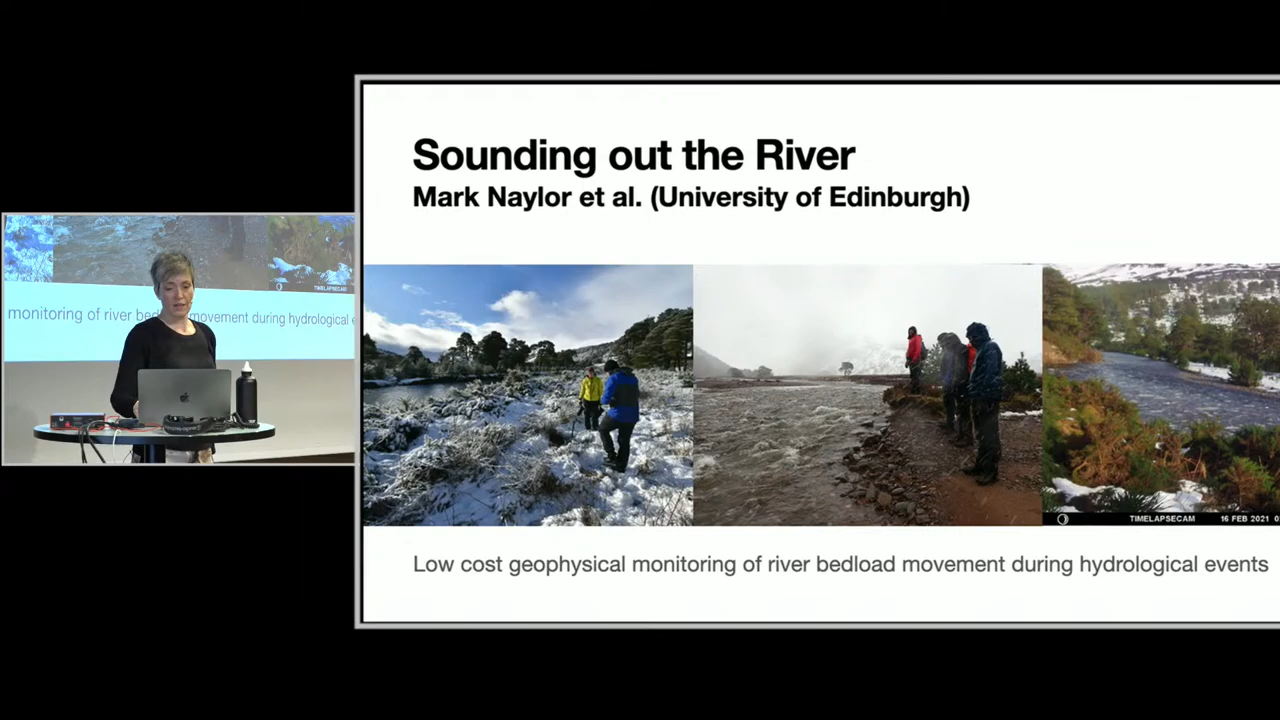 Sounding out the River
Mark Naylor et al. (University of Edinburgh)
TIMELAPSECAM 16 FEB 2021
Low cost geophysical monitoring of river bedload movement during hydrological events
TIMELAPSECAM
monitoring of river bed movement during hydrological